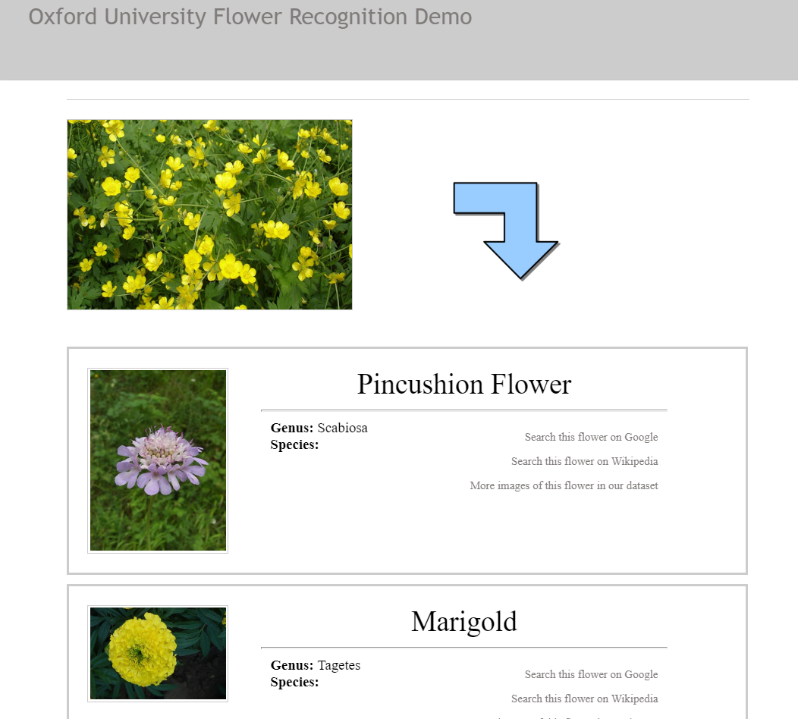 Oxford University Flower Recognition Demo
Pincushion Flower
Genus: Scabiosa
Species:
Search this flower on Google
Search this flower on Wikipedia
More images of this flower in our dataset
Marigold
Genus: Tagetes
Species:
Search this flower on Google
Search this flower on Wikipedia